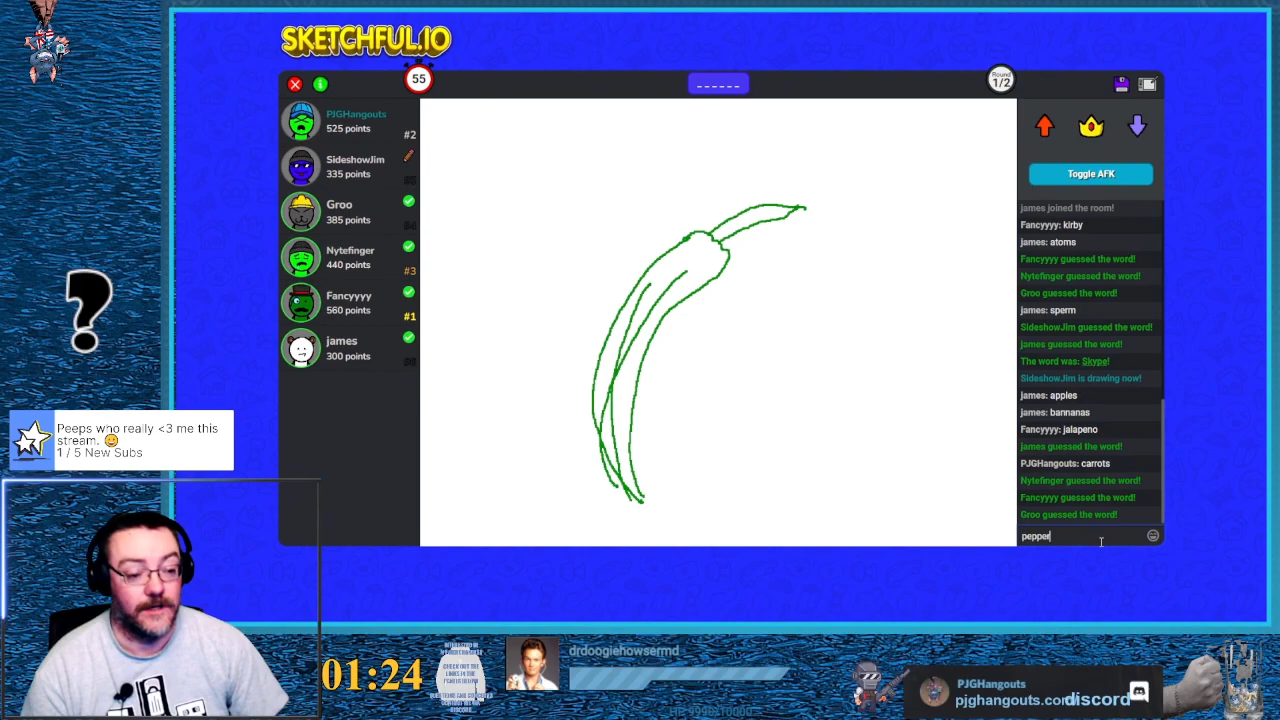 SKETCHFUL.IO
55
______
Round
1/2
PJGHangouts
525 points
#2
SideshowJim
335 points
Groo
385 points
Nytefinger
440 points
#3
Fancyyyy
560 points
#1
james
300 points
Toggle AFK
james joined the room!
Fancyyyy: kirby
james: atoms
Fancyyyy guessed the word!
Nytefinger guessed the word!
Groo guessed the word!
james: sperm
SideshowJim guessed the word!
james guessed the word!
The word was: Skype!
SideshowJim is drawing now!
james: apples
james: bannanas
Fancyyyy: jalapeno
james guessed the word!
PJGHangouts: carrots
Nytefinger guessed the word!
Fancyyyy guessed the word!
Groo guessed the word!
pepper
?
Peeps who really <3 me this
stream. 😊
1 / 5 New Subs
01:24
drdoogiehowsermd
PJGHangouts
pjghangouts.com/discord